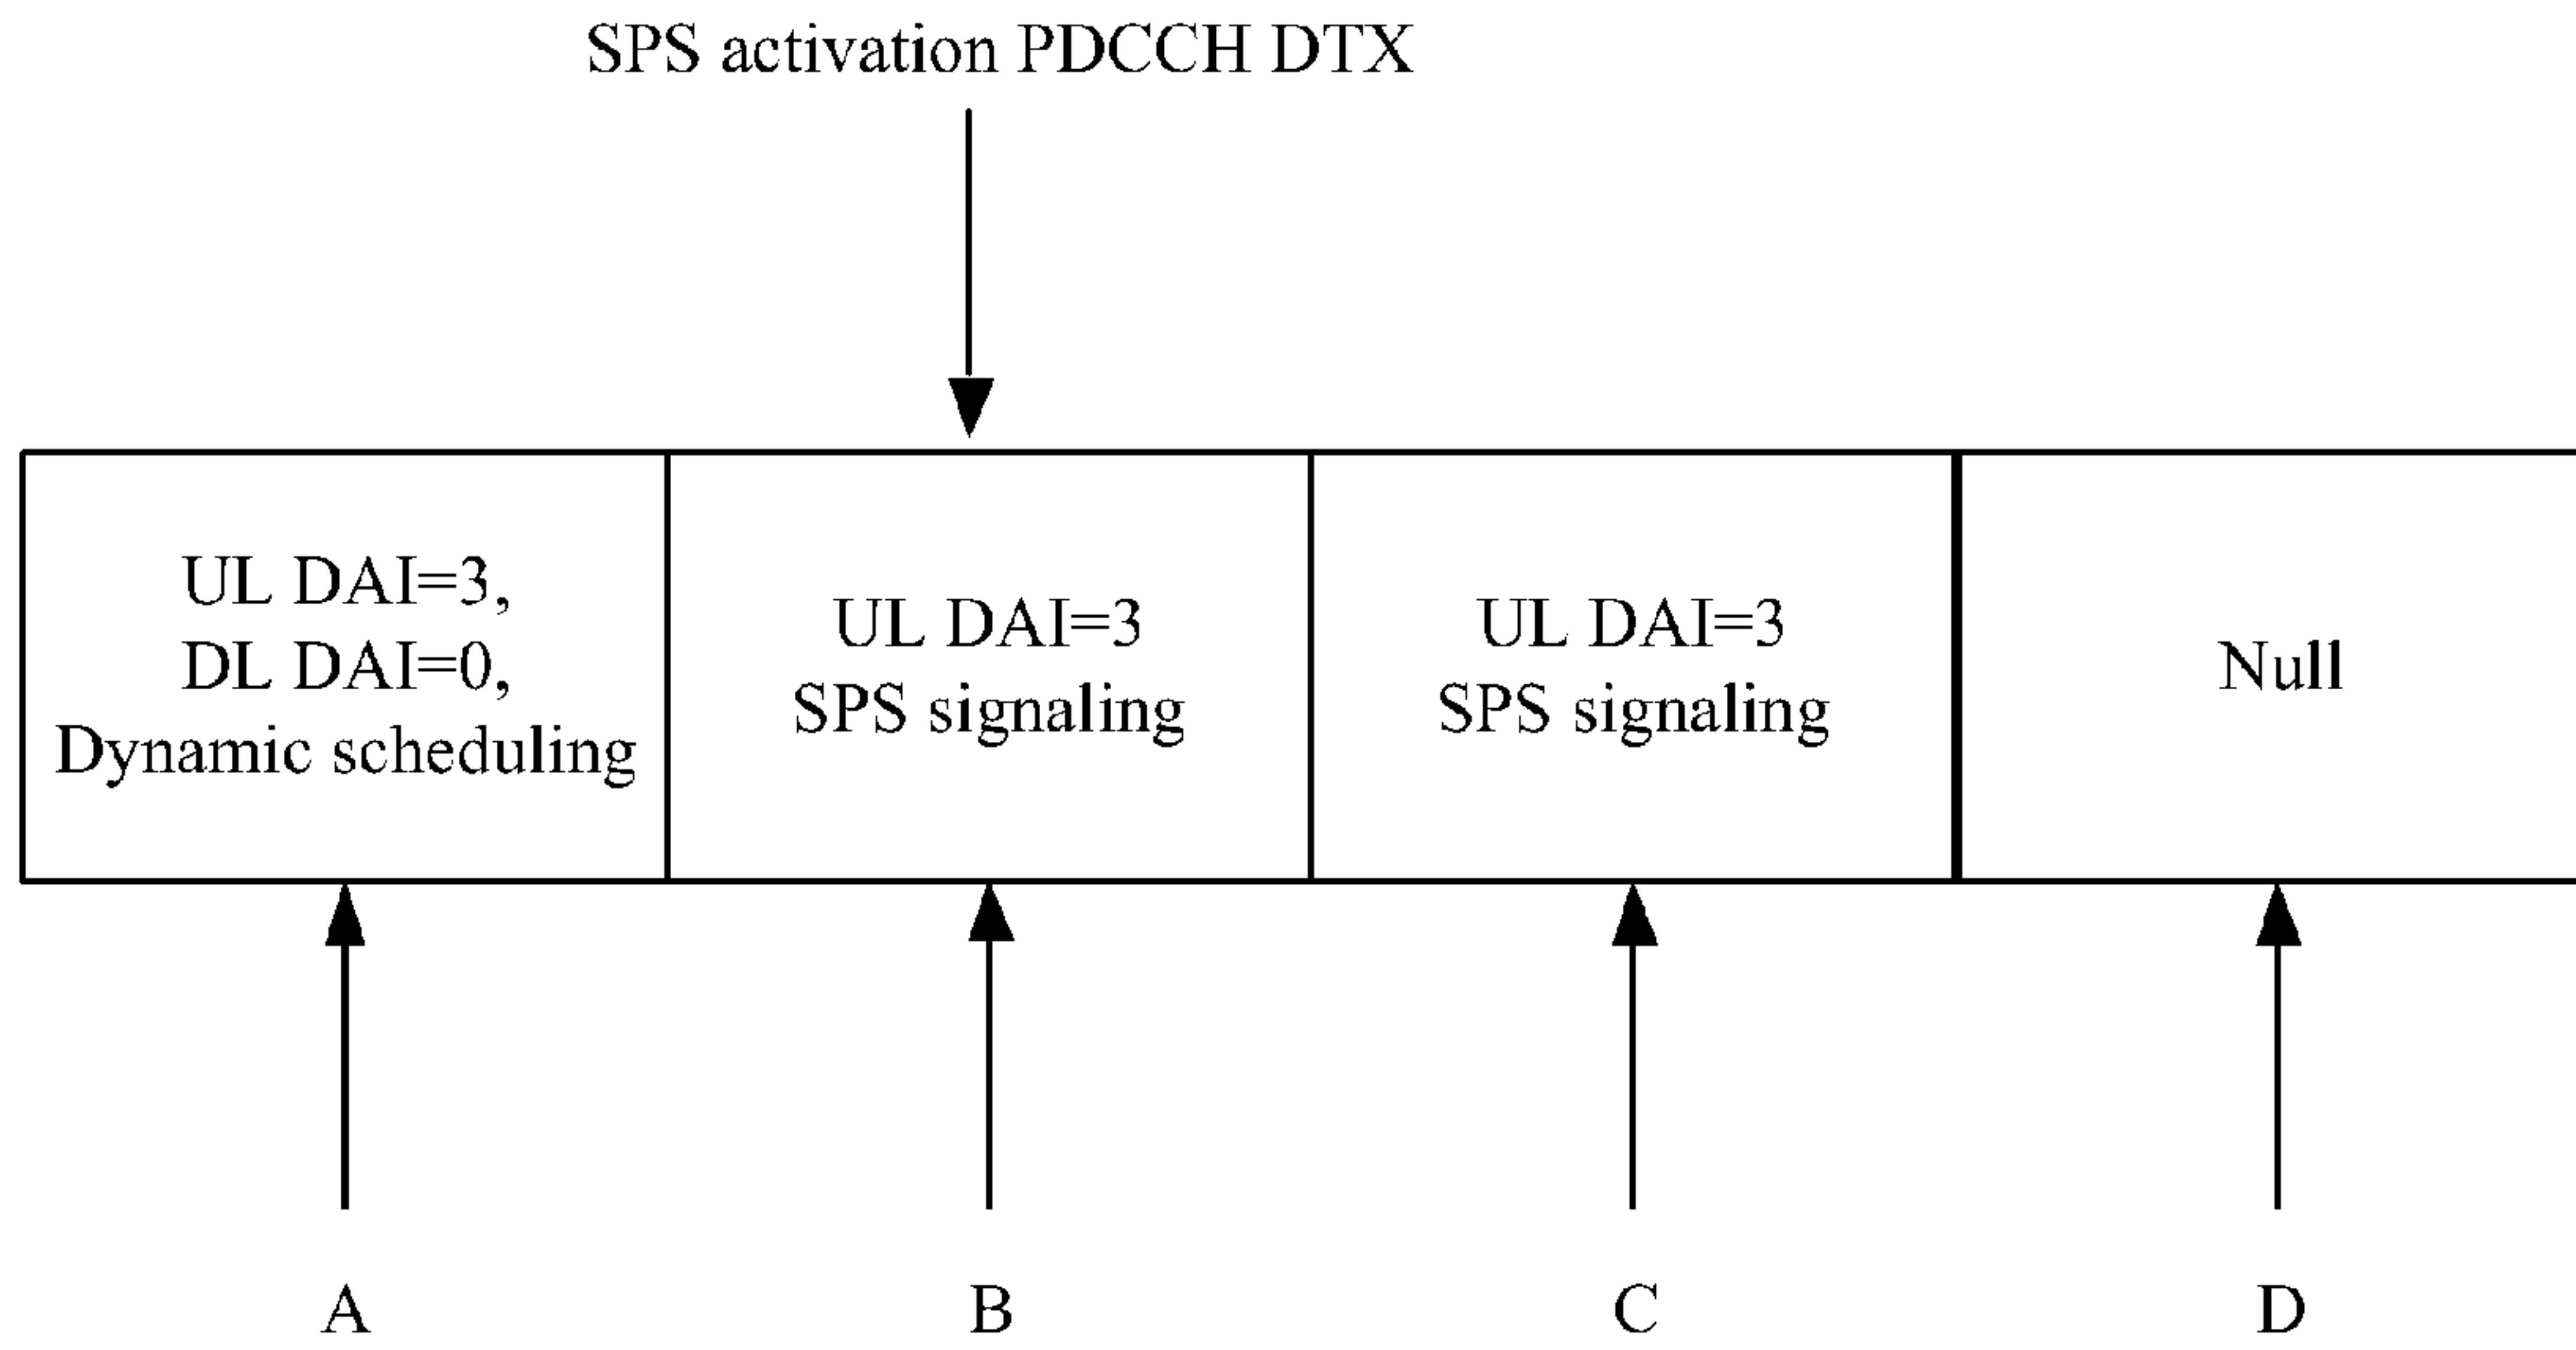 SPS activation PDCCH DTX
UL DAI=3,
DL DAI=0,
Dynamic scheduling
UL DAI=3
SPS signaling
UL DAI=3
SPS signaling
Null
A
B
C
D